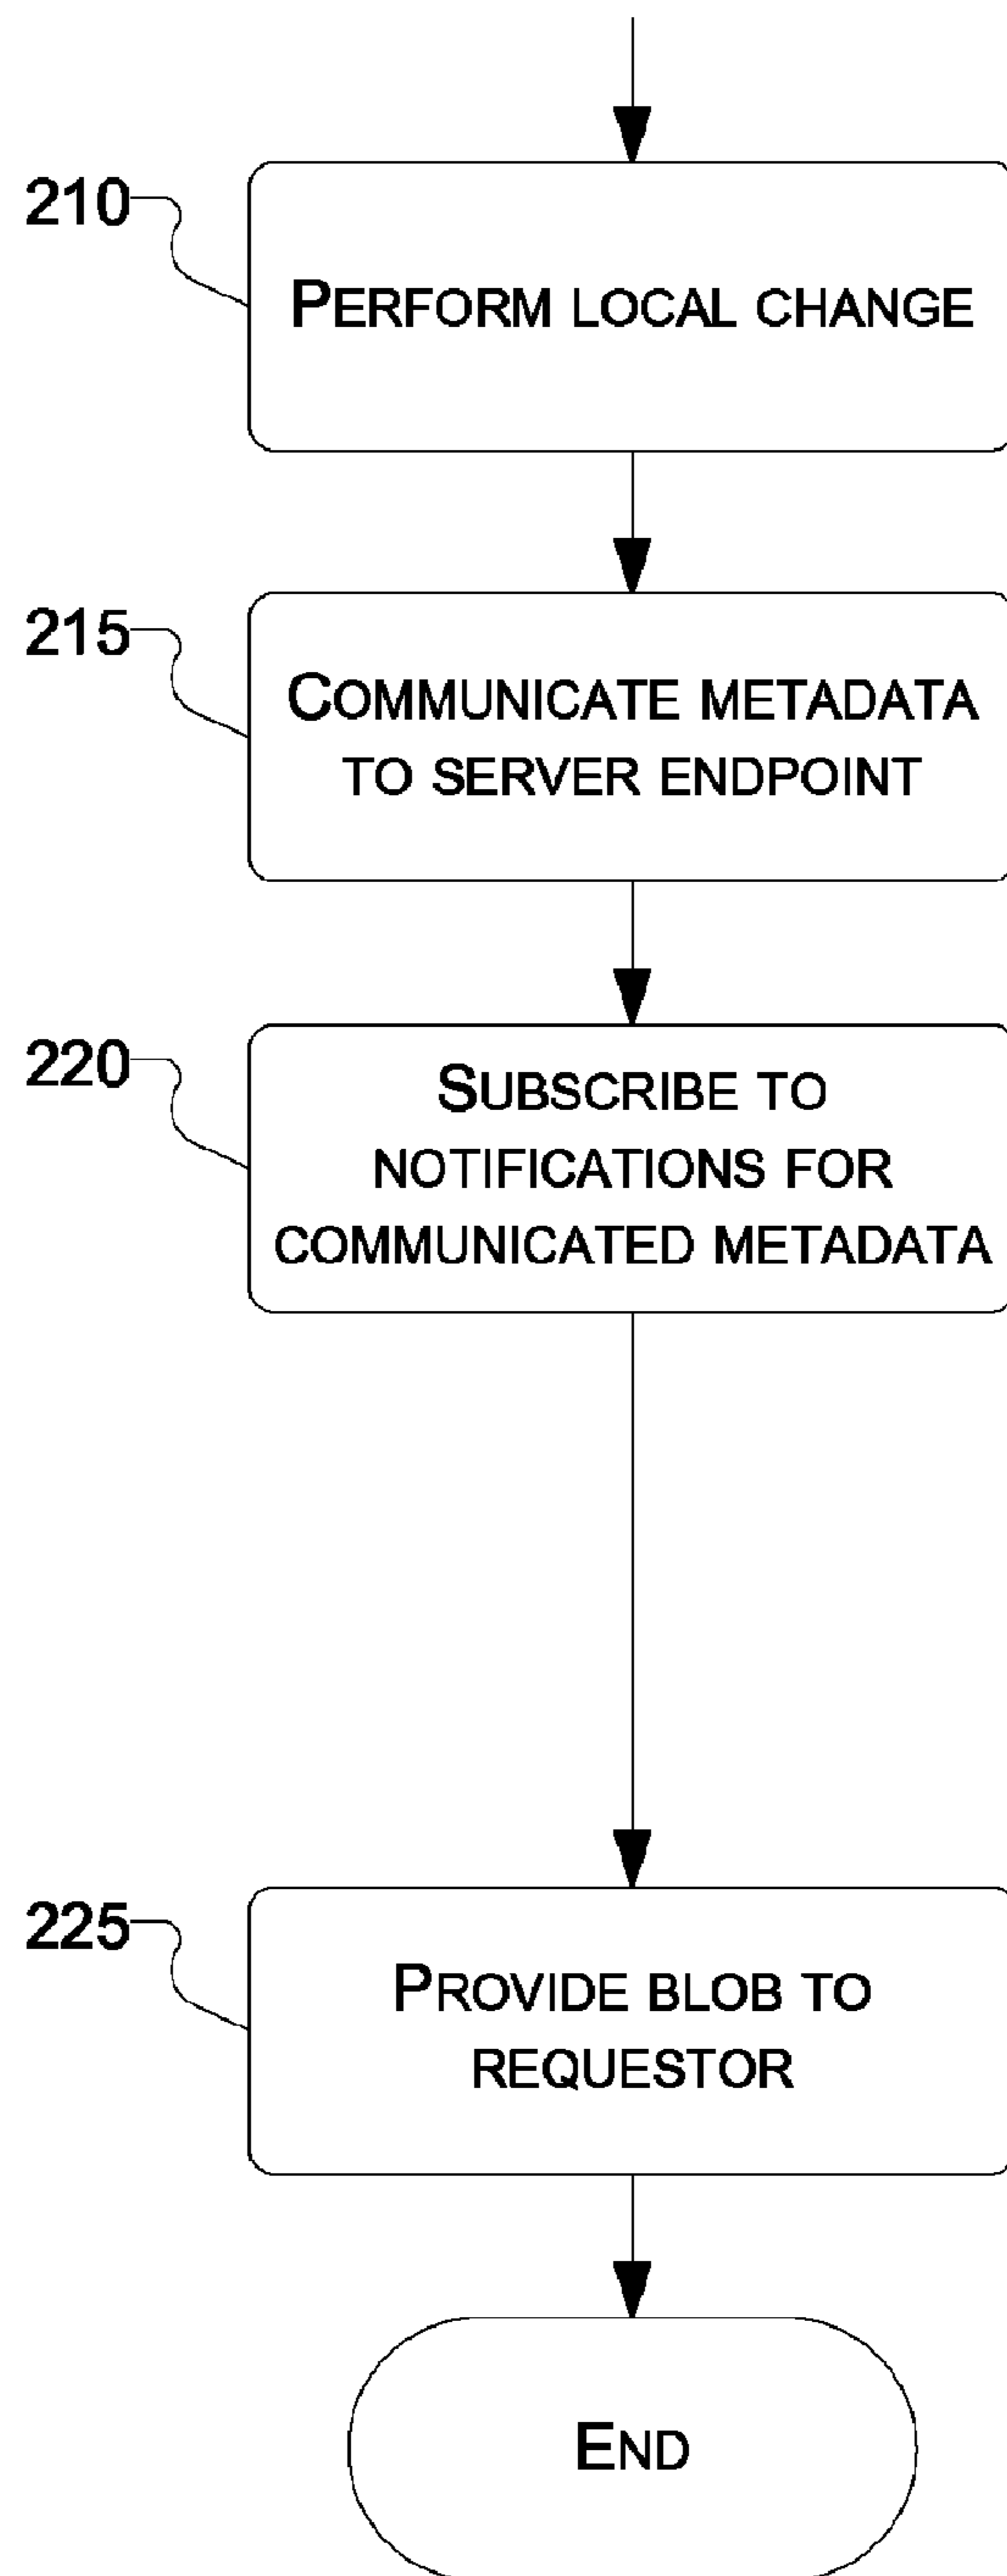 210
PERFORM LOCAL CHANGE
215
COMMUNICATE METADATA
TO SERVER ENDPOINT
220
SUBSCRIBE TO
NOTIFICATIONS FOR
COMMUNICATED METADATA
225
PROVIDE BLOB TO
REQUESTOR
END